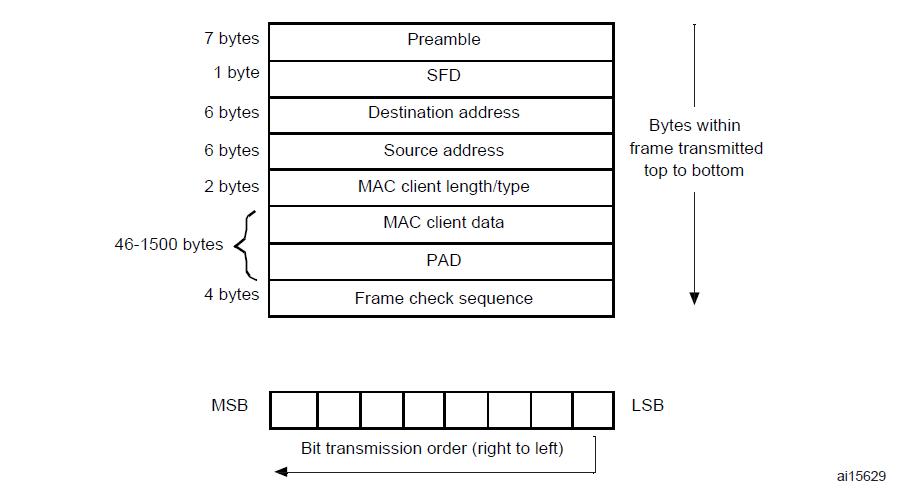 7 bytes Preamble
1 byte SFD
6 bytes Destination address
6 bytes Source address
2 bytes MAC client length/type
MAC client data
46-1500 bytes
PAD
4 bytes Frame check sequence
Bytes within
frame transmitted
top to bottom
MSB LSB
Bit transmission order (right to left)
ai15629